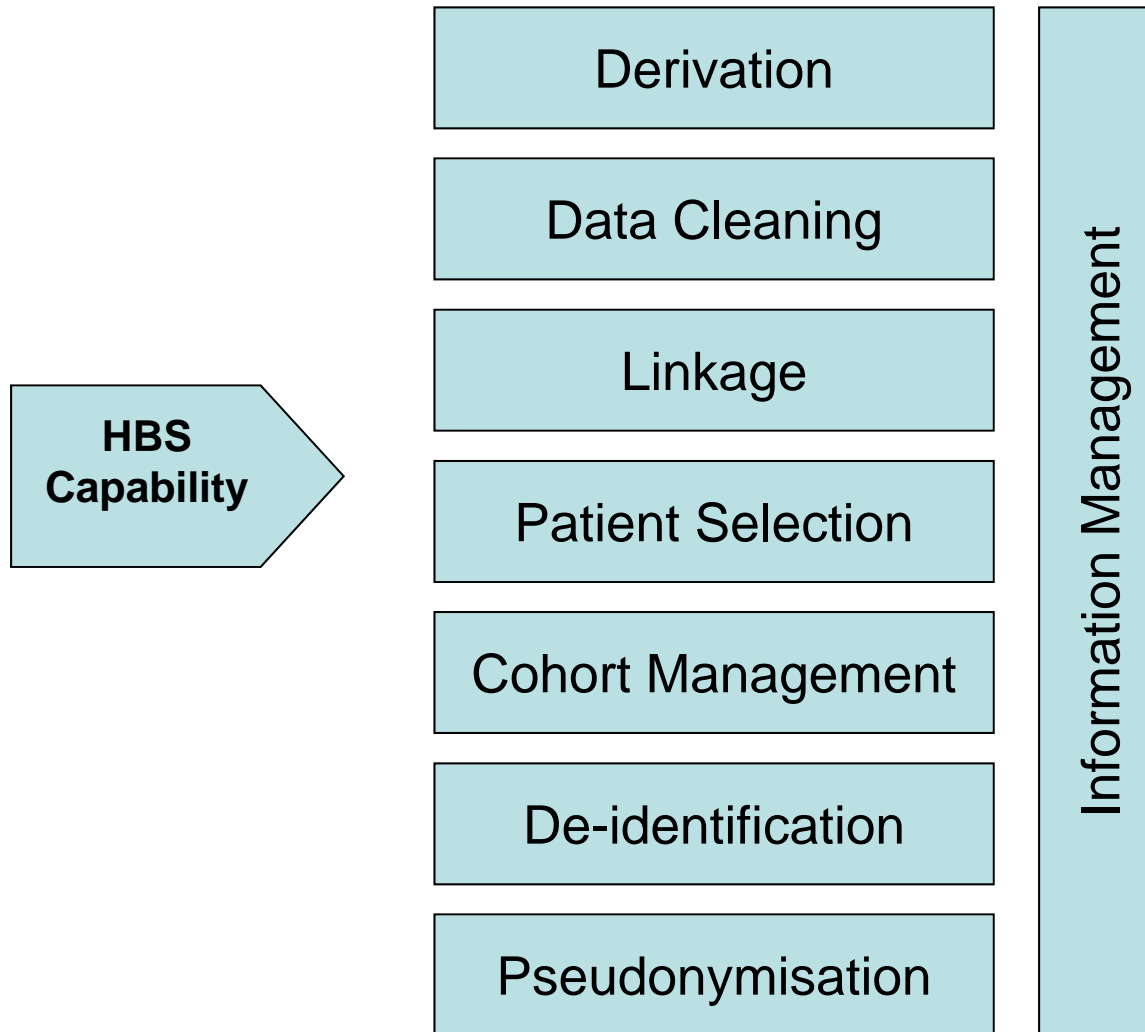 HBS
Capability
Derivation
Data Cleaning
Linkage
Patient Selection
Cohort Management
De-identification
Pseudonymisation
Information Management